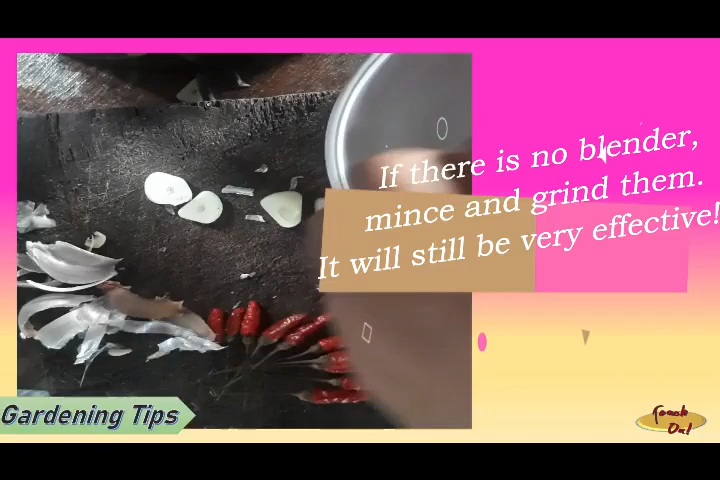 If there is no blender,
mince and grind them.
It will still be very effective!
Gardening Tips